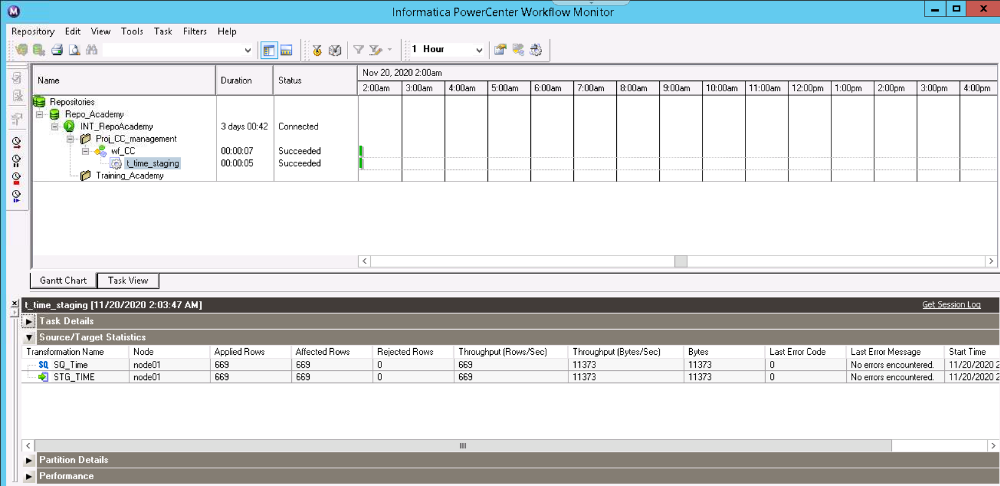 Informatica PowerCenter Workflow Monitor
Repository Edit View Tools Task Filters Help
1 Hour
Name Duration Status Nov 20, 2020 2:00am
2:00am 3:00am 4:00am 5:00am 6:00am 7:00am 8:00am 9:00am 10:00am 11:00am 12:00pm 1:00pm 2:00pm 3:00pm 4:00pm
Repositories
Repo_Academy
INT_RepoAcademy 3 days 00:42 Connected
Proj_CC_management
wf_CC 00:00:07 Succeeded
t_time_staging 00:00:05 Succeeded
Training_Academy
Gantt Chart Task View
t_time_staging [11/20/2020 2:03:47 AM] Get Session Log
Task Details
Source/Target Statistics
Transformation Name Node Applied Rows Affected Rows Rejected Rows Throughput (Rows/Sec) Throughput (Bytes/Sec) Bytes Last Error Code Last Error Message Start Time
SQ SQ_Time node01 669 669 0 669 11373 11373 0 No errors encountered. 11/20/2020 2
STG_TIME node01 669 669 0 669 11373 11373 0 No errors encountered. 11/20/2020 2
Partition Details
Performance